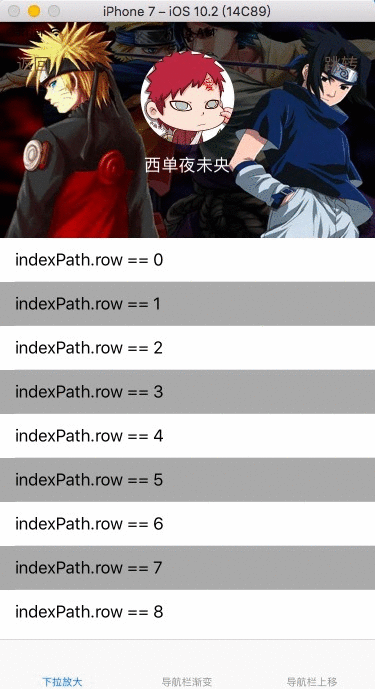 iPhone 7 – iOS 10.2 (14C89)
返回
跳转
西单夜未央
indexPath.row == 0
indexPath.row == 1
indexPath.row == 2
indexPath.row == 3
indexPath.row == 4
indexPath.row == 5
indexPath.row == 6
indexPath.row == 7
indexPath.row == 8
下拉放大
导航栏渐变
导航栏上移